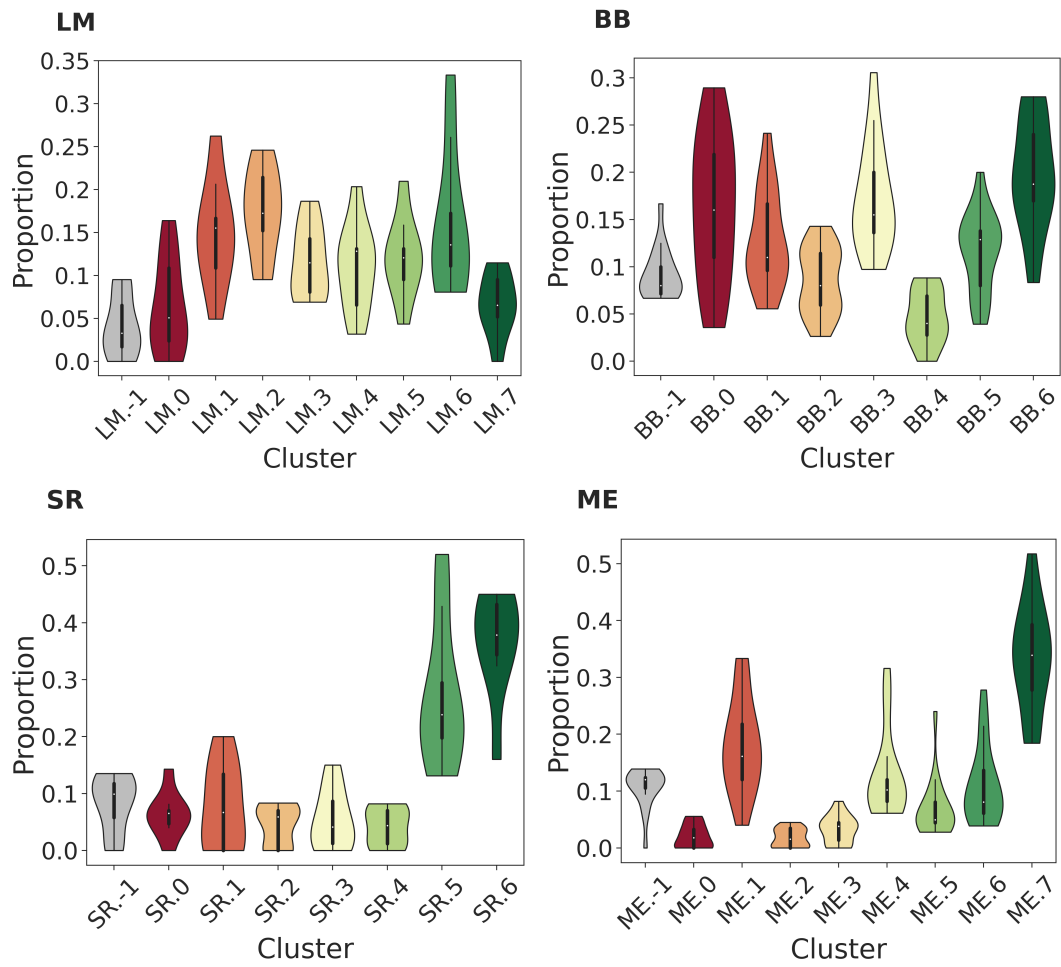 LM
0.35
0.3
0.25
0.2
0.15
0.1
0.05
0.0
Proportion
LM.-1
LM.0
LM.1
LM.2
LM.3
LM.4
LM.5
LM.6
LM.7
Cluster
BB
0.3
0.25
0.2
0.15
0.1
0.05
0.0
Proportion
BB.-1
BB.0
BB.1
BB.2
BB.3
BB.4
BB.5
BB.6
Cluster
SR
0.5
0.4
0.3
0.2
0.1
0.0
Proportion
SR.-1
SR.0
SR.1
SR.2
SR.3
SR.4
SR.5
SR.6
Cluster
ME
0.5
0.4
0.3
0.2
0.1
0.0
Proportion
ME.-1
ME.0
ME.1
ME.2
ME.3
ME.4
ME.5
ME.6
ME.7
Cluster